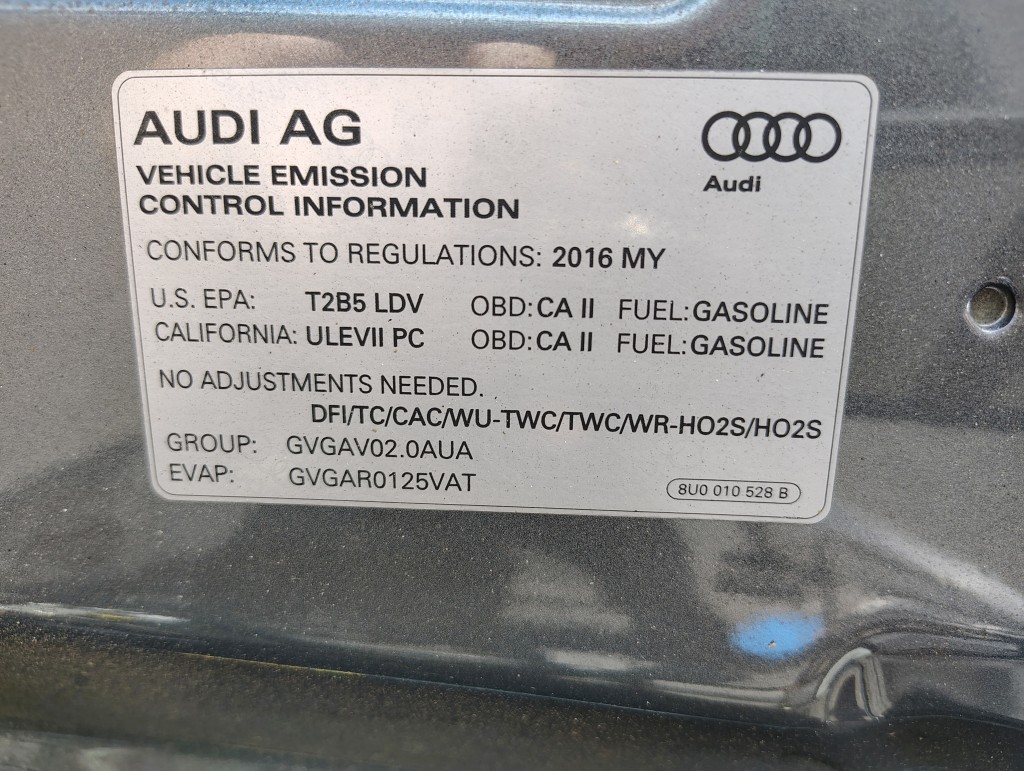 AUDI AG
Audi
VEHICLE EMISSION
CONTROL INFORMATION
CONFORMS TO REGULATIONS: 2016 MY
U.S. EPA: T2B5 LDV OBD: CA II FUEL: GASOLINE
CALIFORNIA: ULEVII PC OBD: CA II FUEL: GASOLINE
NO ADJUSTMENTS NEEDED.
DFI/TC/CAC/WU-TWC/TWC/WR-HO2S/HO2S
GROUP: GVGAV02.0AUA
EVAP: GVGAR0125VAT
8U0 010 528 B